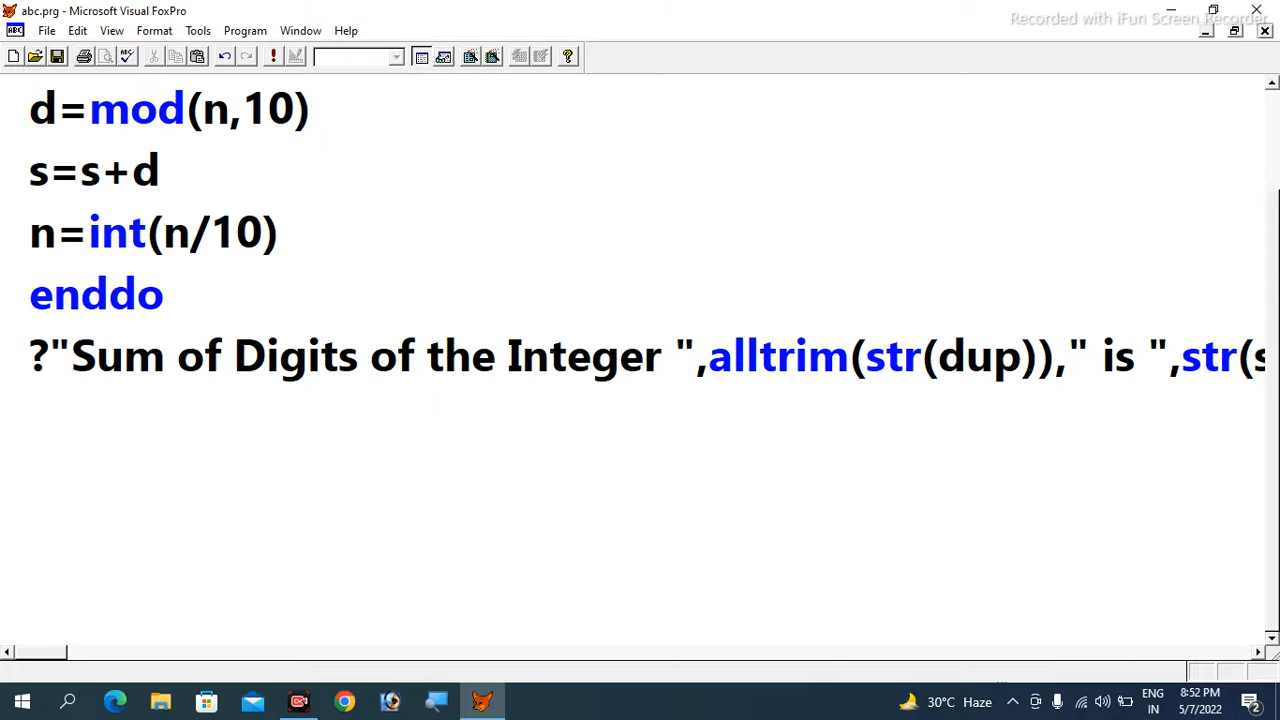 abc.prg - Microsoft Visual FoxPro
Recorded with iFun Screen Recorder
File Edit View Format Tools Program Window Help
d=mod(n,10)
s=s+d
n=int(n/10)
enddo
?"Sum of Digits of the Integer ",alltrim(str(dup))," is ",str(s
30°C Haze
ENG
IN
8:52 PM
5/7/2022
2